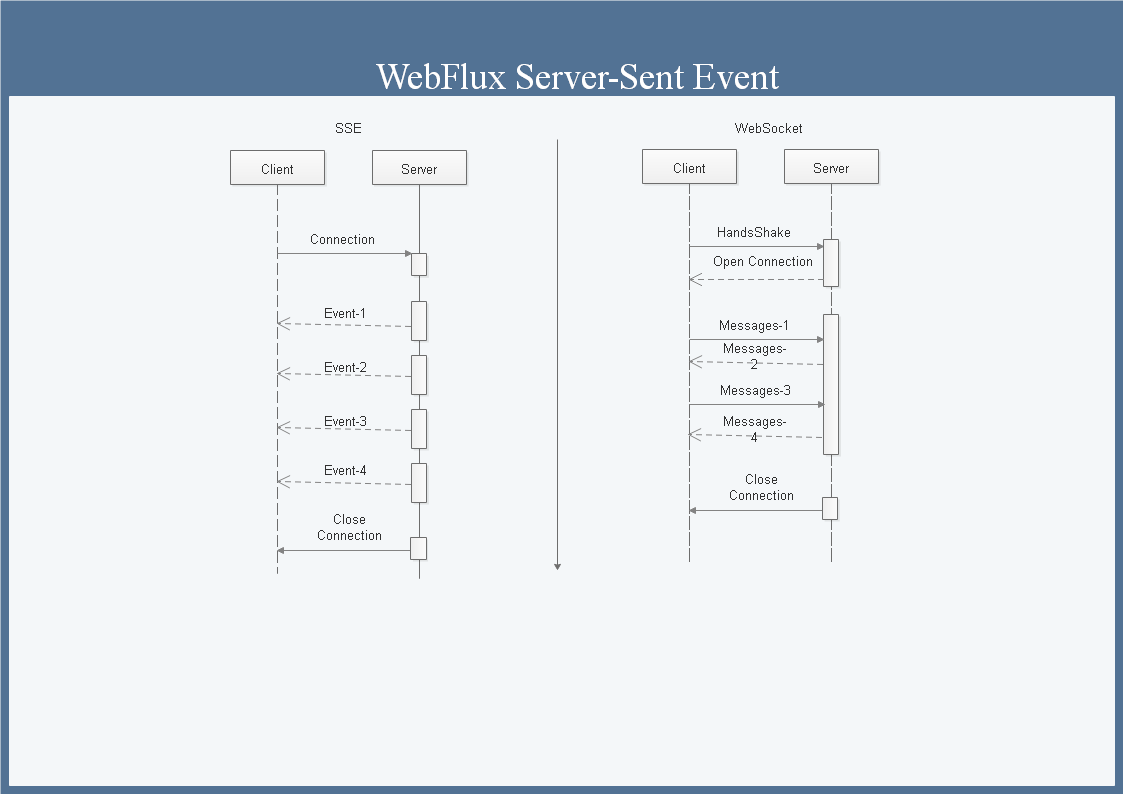 WebFlux Server-Sent Event
SSE
Client
Server
Connection
Event-1
Event-2
Event-3
Event-4
Close
Connection
WebSocket
Client
Server
HandsShake
Open Connection
Messages-1
Messages-
2
Messages-3
Messages-
4
Close
Connection